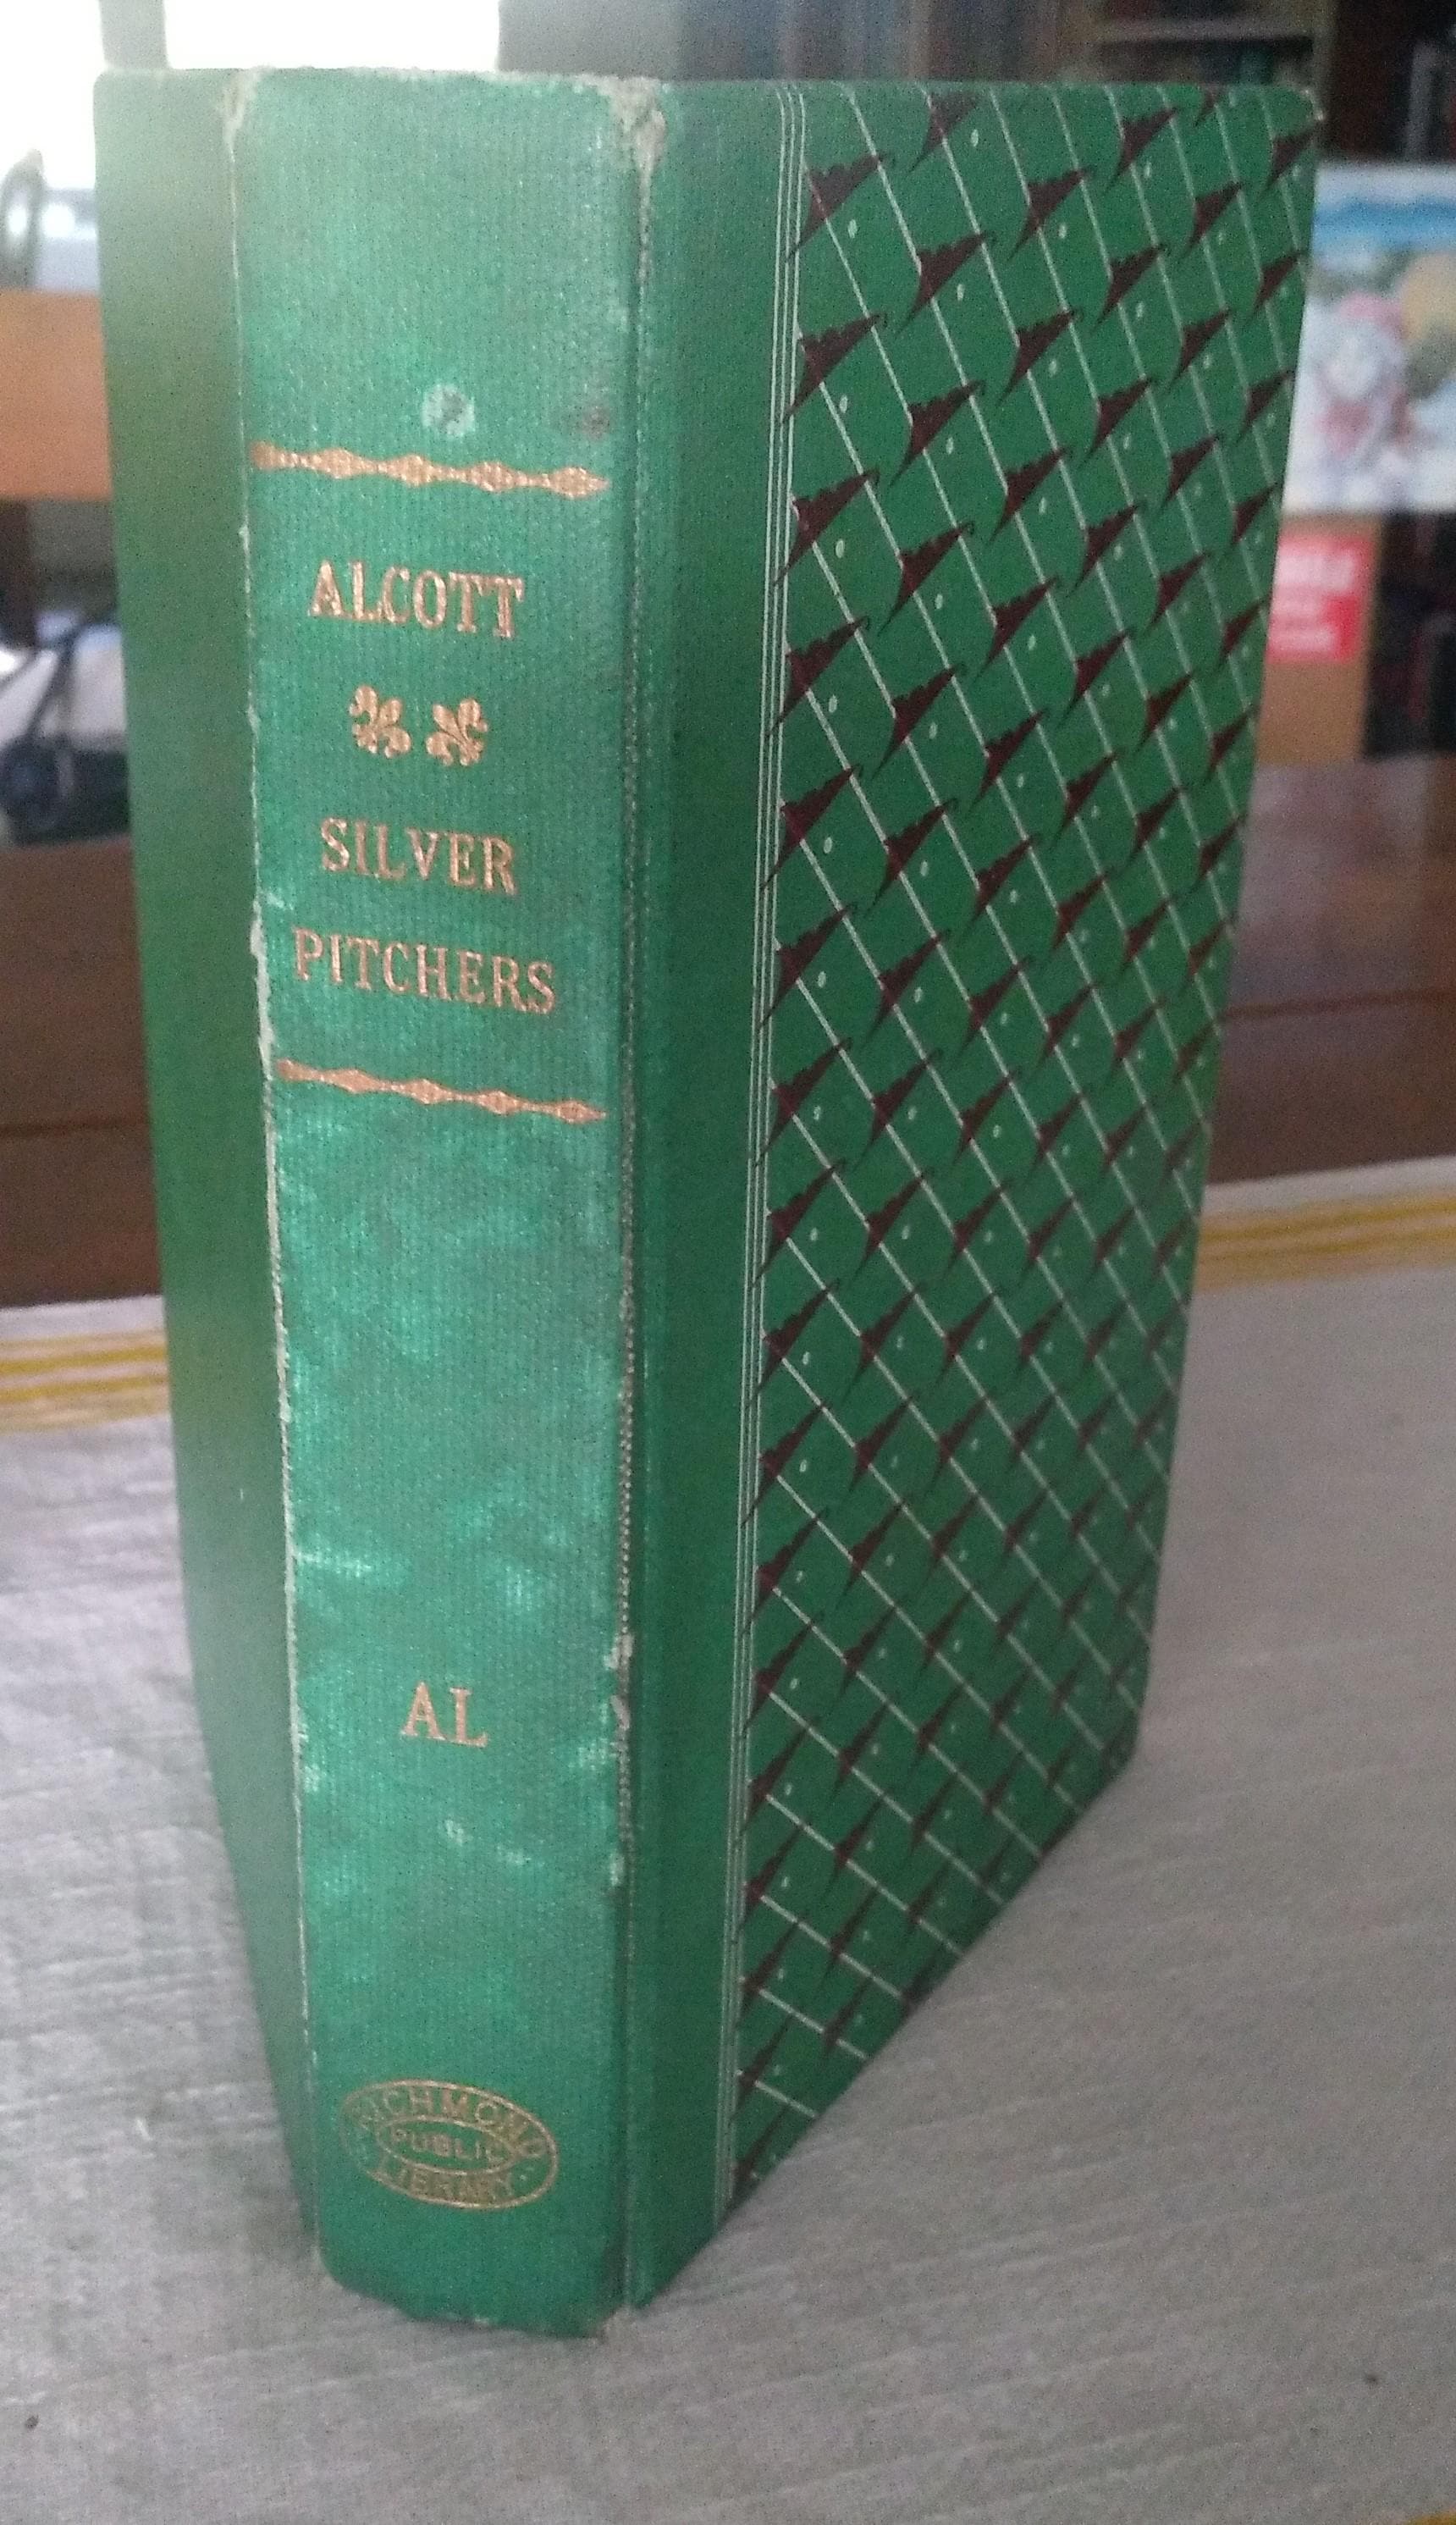 ALCOTT
SILVER
PITCHERS
AL
RICHMOND
PUBLIC
LIBRARY